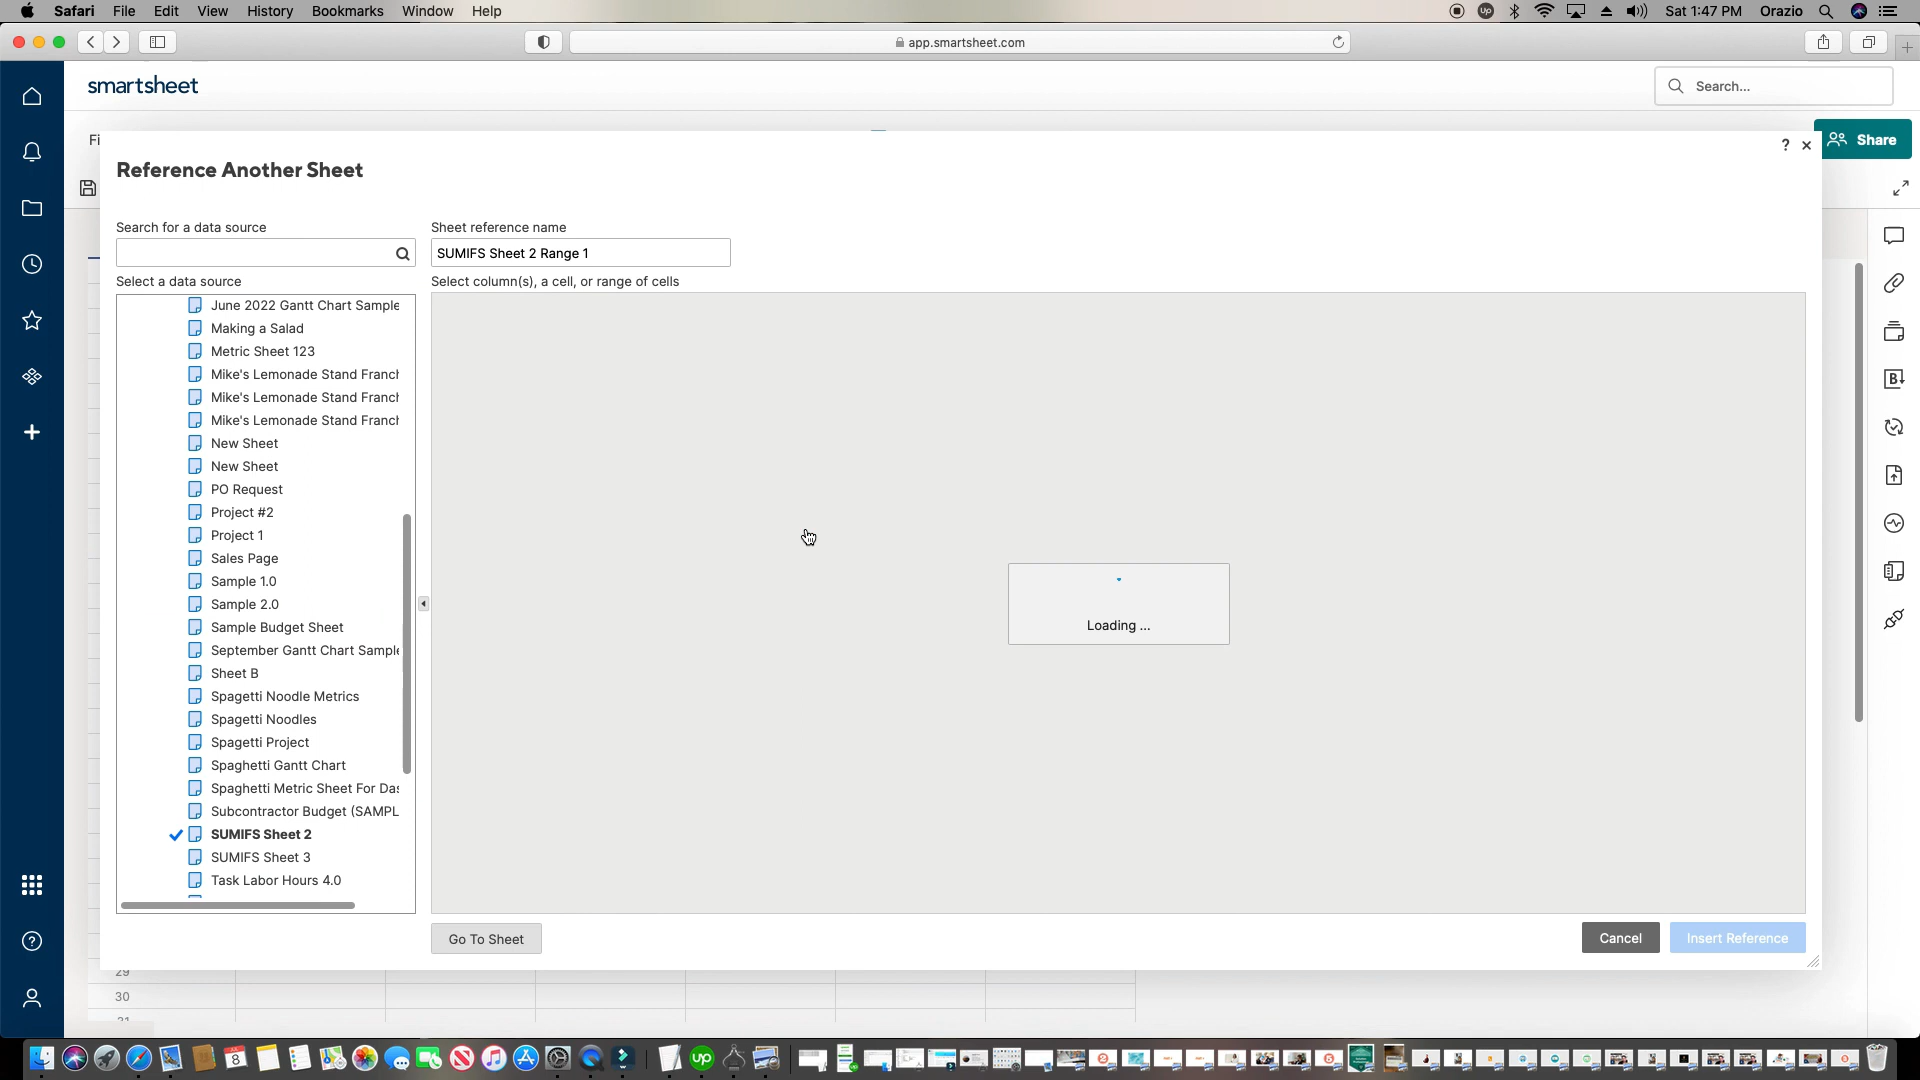 Safari File Edit View History Bookmarks Window Help
Up Sat 1:47 PM Orazio
app.smartsheet.com
smartsheet
Search...
Fi
Share
Reference Another Sheet
? ×
Search for a data source
Sheet reference name
SUMIFS Sheet 2 Range 1
Select a data source
Select column(s), a cell, or range of cells
June 2022 Gantt Chart Sample
Making a Salad
Metric Sheet 123
Mike's Lemonade Stand Franch
Mike's Lemonade Stand Franch
Mike's Lemonade Stand Franch
New Sheet
New Sheet
PO Request
Project #2
Project 1
Sales Page
Sample 1.0
Sample 2.0
Sample Budget Sheet
September Gantt Chart Sample
Sheet B
Spagetti Noodle Metrics
Spagetti Noodles
Spagetti Project
Spaghetti Gantt Chart
Spaghetti Metric Sheet For Das
Subcontractor Budget (SAMPL
SUMIFS Sheet 2
SUMIFS Sheet 3
Task Labor Hours 4.0
Loading ...
Go To Sheet
Cancel
Insert Reference
29
30
31
8
Up